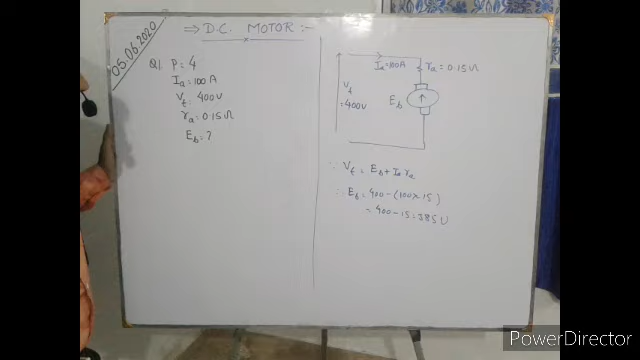 05.06.2020
⇒ D.C. MOTOR :-
Q1. P = 4
Ia = 100A
Vt = 400V
ra = 0.15Ω
Eb = ?
Ia = 100A
ra = 0.15Ω
Vt
= 400V
Eb
∵ Vt = Eb + Ia ra
∴ Eb = 400 - (100 × .15)
= 400 - 15 = 385 V
PowerDirector